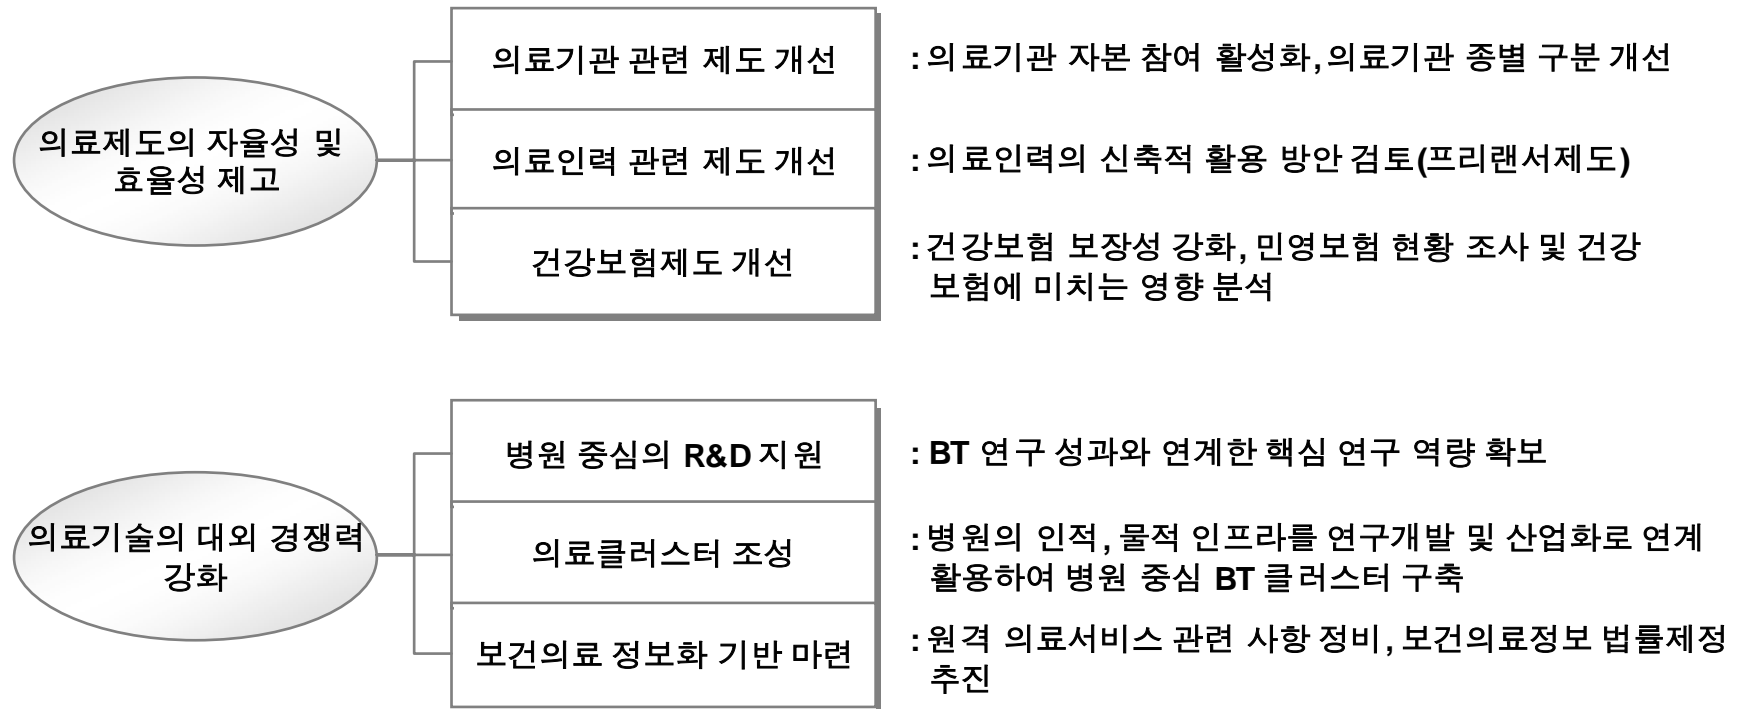 의료제도의 자율성 및
효율성 제고
의료기관 관련 제도 개선
: 의료기관 자본 참여 활성화, 의료기관 종별 구분 개선
의료인력 관련 제도 개선
: 의료인력의 신축적 활용 방안 검토(프리랜서제도)
건강보험제도 개선
: 건강보험 보장성 강화, 민영보험 현황 조사 및 건강
보험에 미치는 영향 분석
의료기술의 대외 경쟁력
강화
병원 중심의 R&D 지원
: BT 연구 성과와 연계한 핵심 연구 역량 확보
의료클러스터 조성
: 병원의 인적, 물적 인프라를 연구개발 및 산업화로 연계
활용하여 병원 중심 BT 클러스터 구축
보건의료 정보화 기반 마련
: 원격 의료서비스 관련 사항 정비, 보건의료정보 법률제정
추진